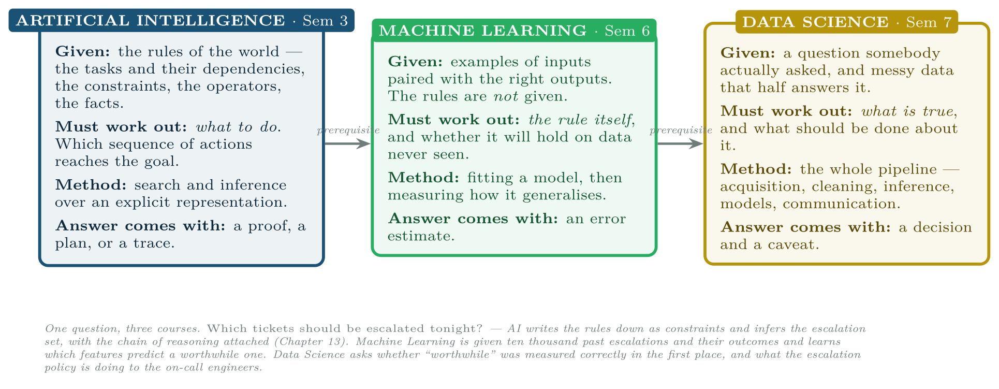 ARTIFICIAL INTELLIGENCE · Sem 3
Given: the rules of the world —
the tasks and their dependencies,
the constraints, the operators,
the facts.
Must work out: what to do.
Which sequence of actions
reaches the goal.
Method: search and inference
over an explicit representation.
Answer comes with: a proof, a
plan, or a trace.
prerequisite
MACHINE LEARNING · Sem 6
Given: examples of inputs
paired with the right outputs.
The rules are not given.
Must work out: the rule itself,
and whether it will hold on data
never seen.
Method: fitting a model, then
measuring how it generalises.
Answer comes with: an error
estimate.
prerequisite
DATA SCIENCE · Sem 7
Given: a question somebody
actually asked, and messy data
that half answers it.
Must work out: what is true,
and what should be done about
it.
Method: the whole pipeline —
acquisition, cleaning, inference,
models, communication.
Answer comes with: a decision
and a caveat.
One question, three courses. Which tickets should be escalated tonight? — AI writes the rules down as constraints and infers the escalation
set, with the chain of reasoning attached (Chapter 13). Machine Learning is given ten thousand past escalations and their outcomes and learns
which features predict a worthwhile one. Data Science asks whether “worthwhile” was measured correctly in the first place, and what the escalation
policy is doing to the on-call engineers.